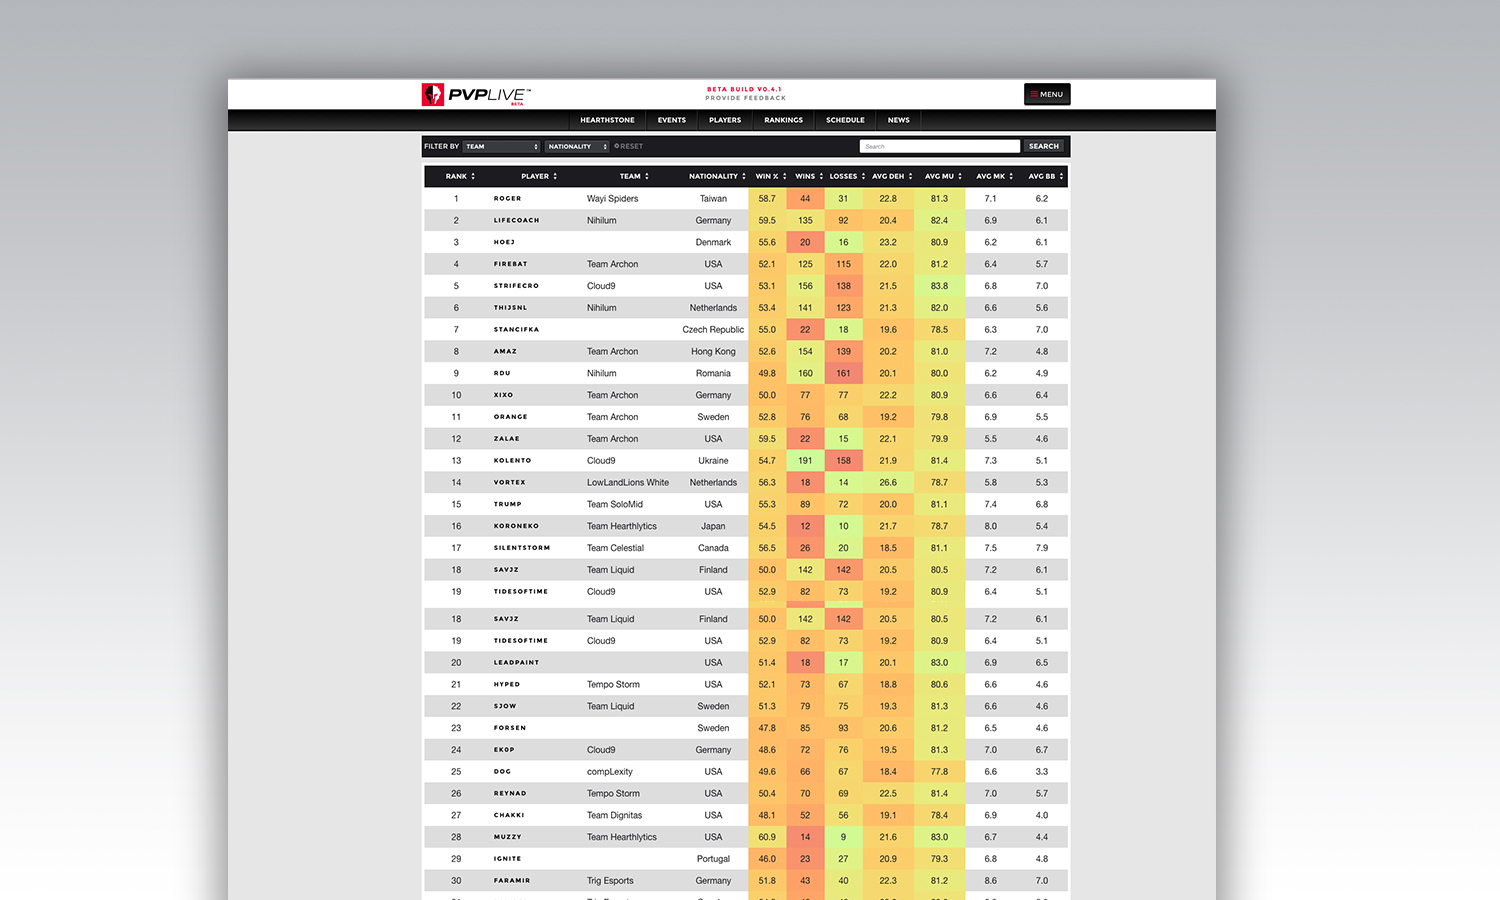 PVPLIVE™
BETA
BETA BUILD V0.4.1
PROVIDE FEEDBACK
MENU
HEARTHSTONE EVENTS PLAYERS RANKINGS SCHEDULE NEWS
FILTER BY TEAM NATIONALITY RESET Search SEARCH
RANK PLAYER TEAM NATIONALITY WIN % WINS LOSSES AVG DEH AVG MU AVG MK AVG BB
1 ROGER Wayi Spiders Taiwan 58.7 44 31 22.8 81.3 7.1 6.2
2 LIFECOACH Nihilum Germany 59.5 135 92 20.4 82.4 6.9 6.1
3 HOEJ Denmark 55.6 20 16 23.2 80.9 6.2 6.1
4 FIREBAT Team Archon USA 52.1 125 115 22.0 81.2 6.4 5.7
5 STRIFECRO Cloud9 USA 53.1 156 138 21.5 83.8 6.8 7.0
6 THIJSNL Nihilum Netherlands 53.4 141 123 21.3 82.0 6.6 5.6
7 STANCIFKA Czech Republic 55.0 22 18 19.6 78.5 6.3 7.0
8 AMAZ Team Archon Hong Kong 52.6 154 139 20.2 81.0 7.2 4.8
9 RDU Nihilum Romania 49.8 160 161 20.1 80.0 6.2 4.9
10 XIXO Team Archon Germany 50.0 77 77 22.2 80.9 6.6 6.4
11 ORANGE Team Archon Sweden 52.8 76 68 19.2 79.8 6.9 5.5
12 ZALAE Team Archon USA 59.5 22 15 22.1 79.9 5.5 4.6
13 KOLENTO Cloud9 Ukraine 54.7 191 158 21.9 81.4 7.3 5.1
14 VORTEX LowLandLions White Netherlands 56.3 18 14 26.6 78.7 5.8 5.3
15 TRUMP Team SoloMid USA 55.3 89 72 20.0 81.1 7.4 6.8
16 KORONEKO Team Hearthlytics Japan 54.5 12 10 21.7 78.7 8.0 5.4
17 SILENTSTORM Team Celestial Canada 56.5 26 20 18.5 81.1 7.5 7.9
18 SAVJZ Team Liquid Finland 50.0 142 142 20.5 80.5 7.2 6.1
19 TIDESOFTIME Cloud9 USA 52.9 82 73 19.2 80.9 6.4 5.1
18 SAVJZ Team Liquid Finland 50.0 142 142 20.5 80.5 7.2 6.1
19 TIDESOFTIME Cloud9 USA 52.9 82 73 19.2 80.9 6.4 5.1
20 LEADPAINT USA 51.4 18 17 20.1 83.0 6.9 6.5
21 HYPED Tempo Storm USA 52.1 73 67 18.8 80.6 6.6 4.6
22 SJOW Team Liquid Sweden 51.3 79 75 19.3 81.3 6.6 4.6
23 FORSEN Sweden 47.8 85 93 20.6 81.2 6.5 4.6
24 EK0P Cloud9 Germany 48.6 72 76 19.5 81.3 7.0 6.7
25 DOG compLexity USA 49.6 66 67 18.4 77.8 6.6 3.3
26 REYNAD Tempo Storm USA 50.4 70 69 22.5 81.4 7.0 5.7
27 CHAKKI Team Dignitas USA 48.1 52 56 19.1 78.4 6.9 4.0
28 MUZZY Team Hearthlytics USA 60.9 14 9 21.6 83.0 6.7 4.4
29 IGNITE Portugal 46.0 23 27 20.9 79.3 6.8 4.8
30 FARAMIR Trig Esports Germany 51.8 43 40 22.3 81.2 8.6 7.0